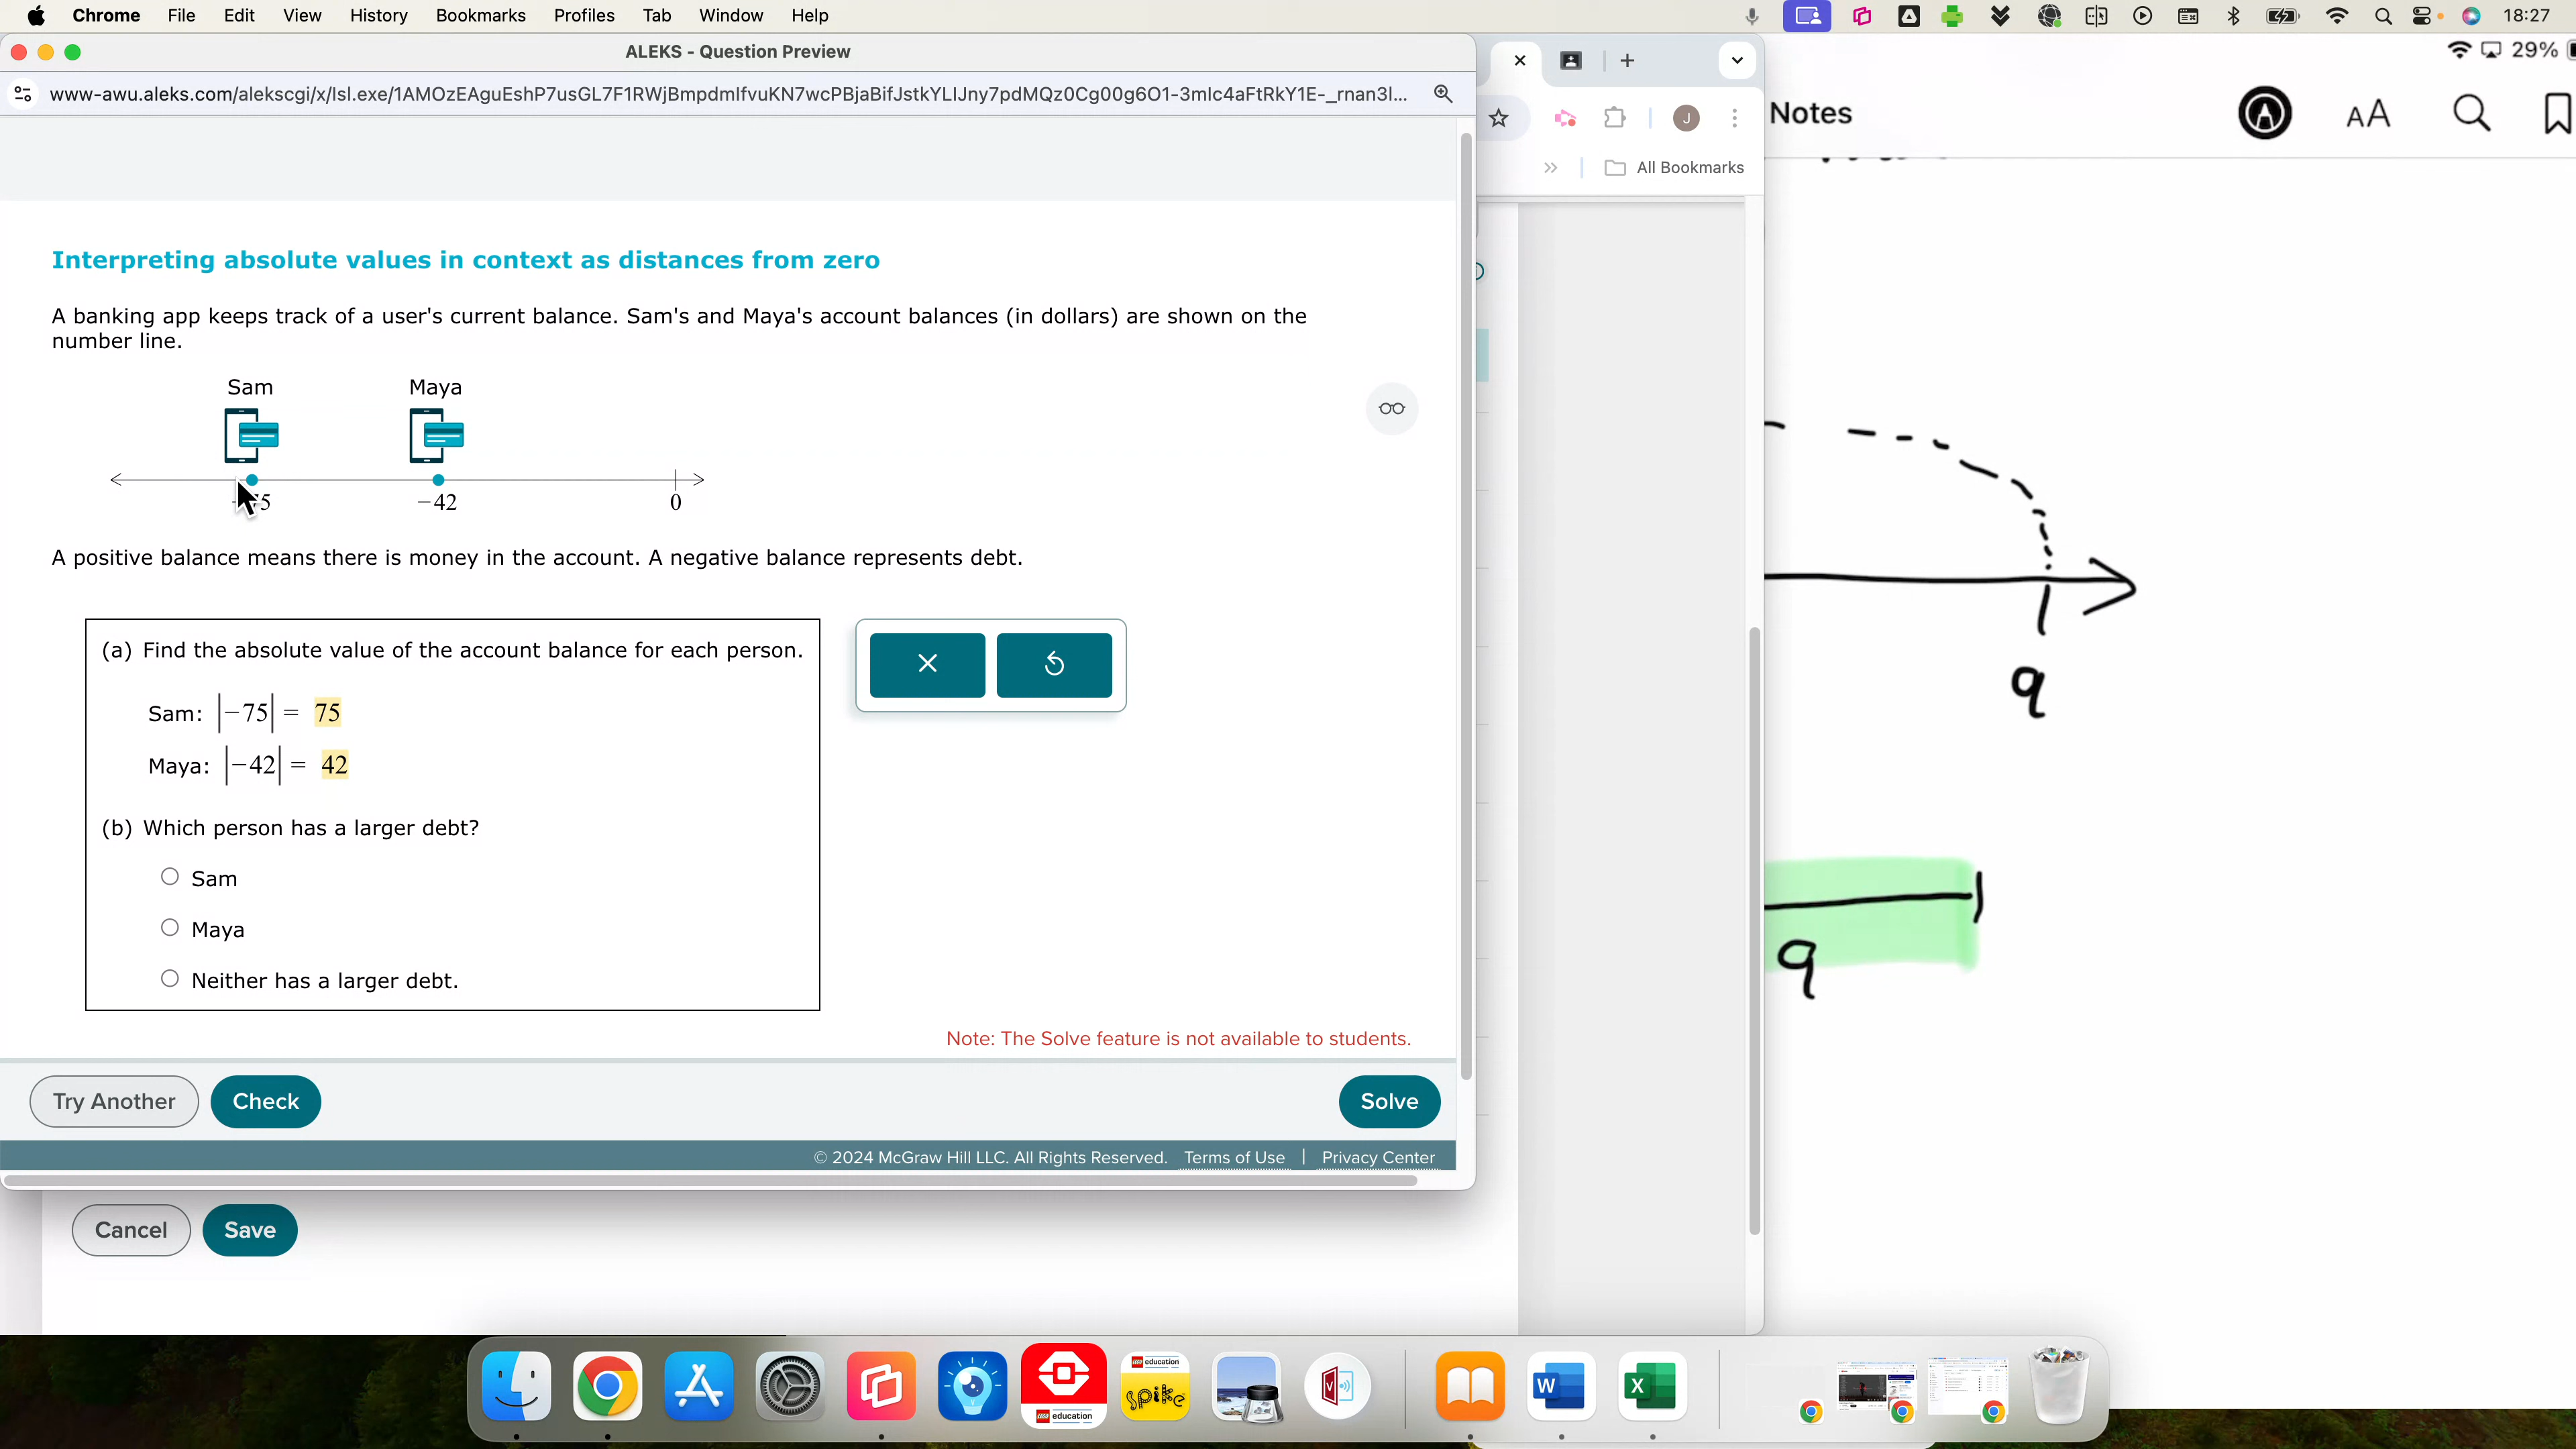 Chrome File Edit View History Bookmarks Profiles Tab Window Help 18:27
ALEKS - Question Preview
www-awu.aleks.com/alekscgi/x/Isl.exe/
29%
Notes
AA
J
All Bookmarks
Interpreting absolute values in context as distances from zero
A banking app keeps track of a user's current balance. Sam's and Maya's account balances (in dollars) are shown on the
number line.
Sam Maya
−42 0
A positive balance means there is money in the account. A negative balance represents debt.
(a) Find the absolute value of the account balance for each person.
Sam: |−75| = 75
Maya: |−42| = 42
(b) Which person has a larger debt?
Sam
Maya
Neither has a larger debt.
9
9
Note: The Solve feature is not available to students.
Try Another Check Solve
© 2024 McGraw Hill LLC. All Rights Reserved. Terms of Use | Privacy Center
Cancel Save
LEGO education
LEGO education
spike
W
X